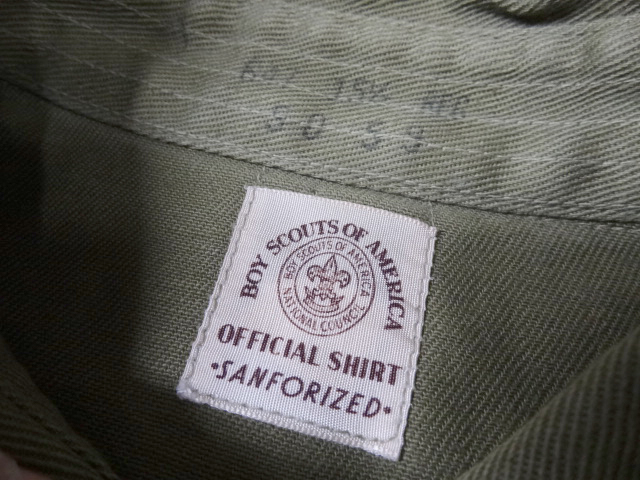 BOY SCOUTS OF AMERICA
BOY SCOUTS OF AMERICA
NATIONAL COUNCIL
OFFICIAL SHIRT
•SANFORIZED•